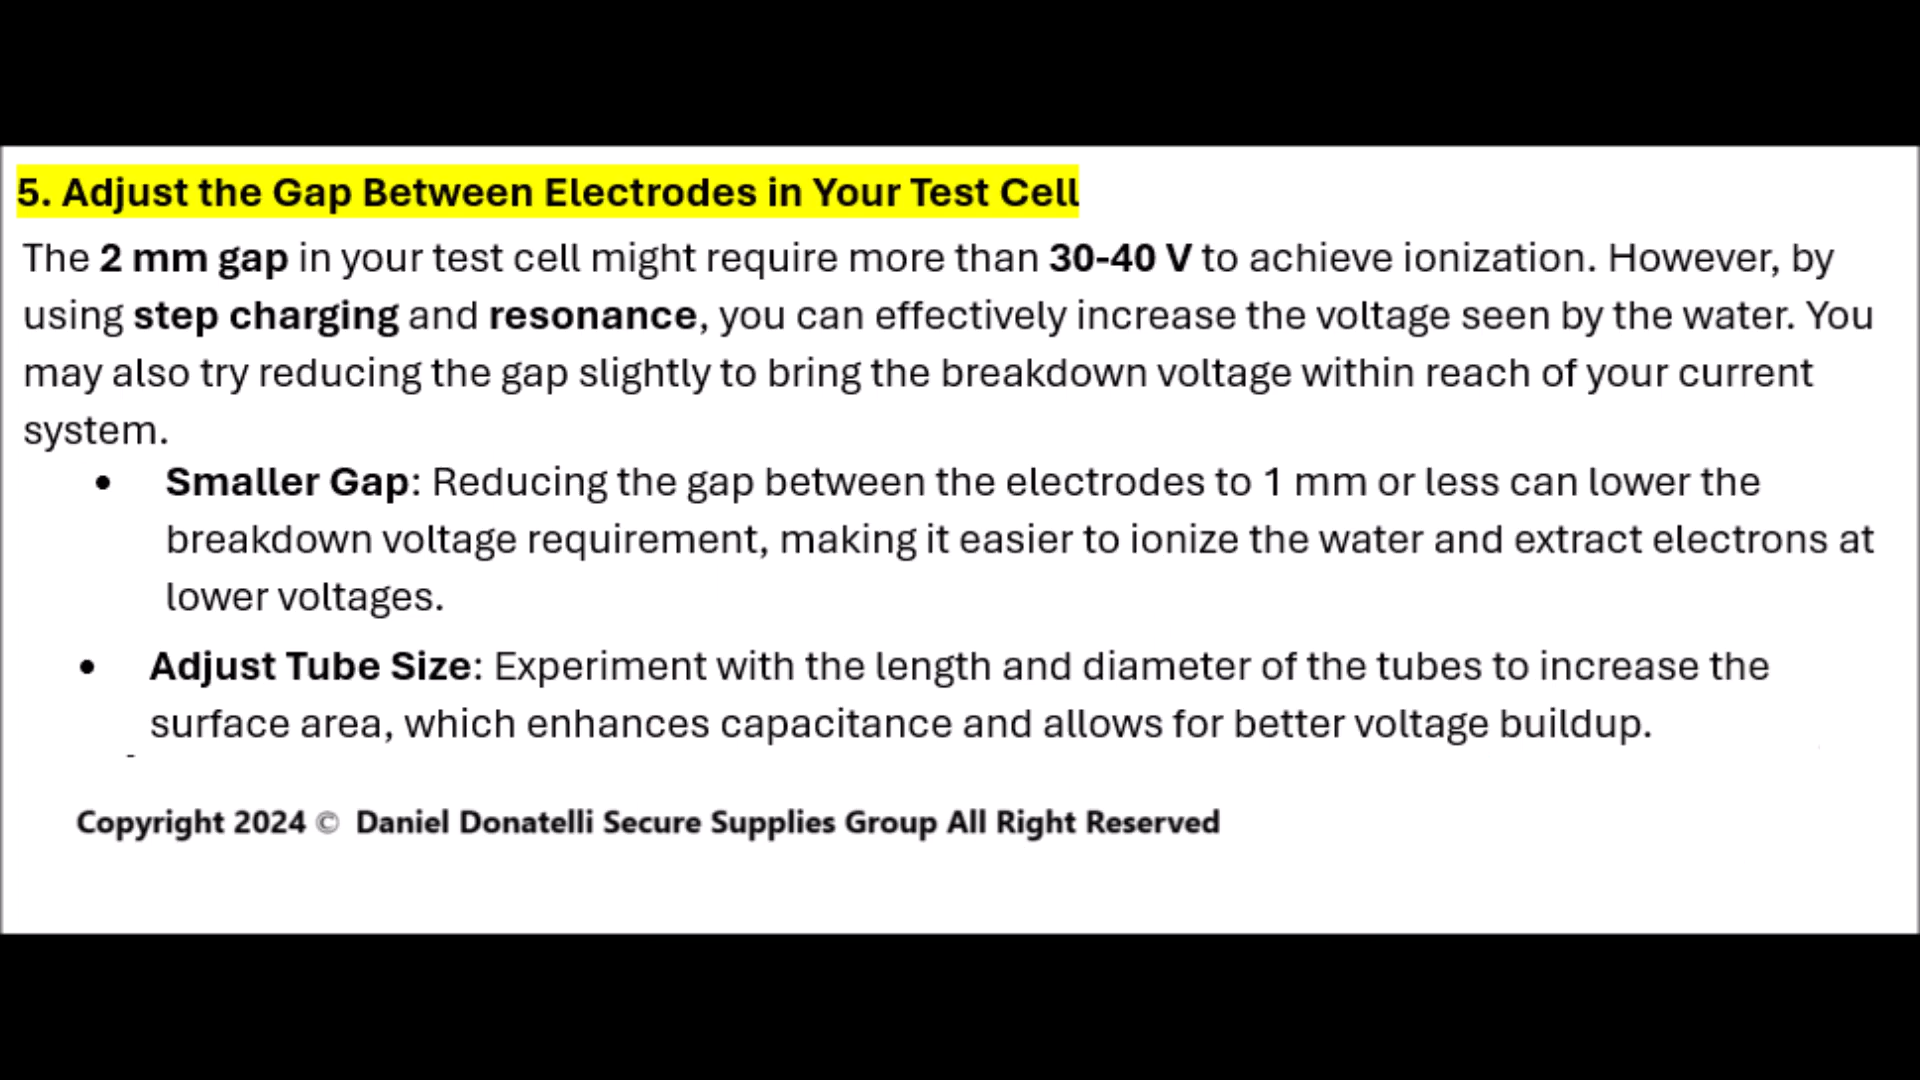 5. Adjust the Gap Between Electrodes in Your Test Cell
The 2 mm gap in your test cell might require more than 30-40 V to achieve ionization. However, by
using step charging and resonance, you can effectively increase the voltage seen by the water. You
may also try reducing the gap slightly to bring the breakdown voltage within reach of your current
system.
• Smaller Gap: Reducing the gap between the electrodes to 1 mm or less can lower the
breakdown voltage requirement, making it easier to ionize the water and extract electrons at
lower voltages.
• Adjust Tube Size: Experiment with the length and diameter of the tubes to increase the
surface area, which enhances capacitance and allows for better voltage buildup.
Copyright 2024 © Daniel Donatelli Secure Supplies Group All Right Reserved